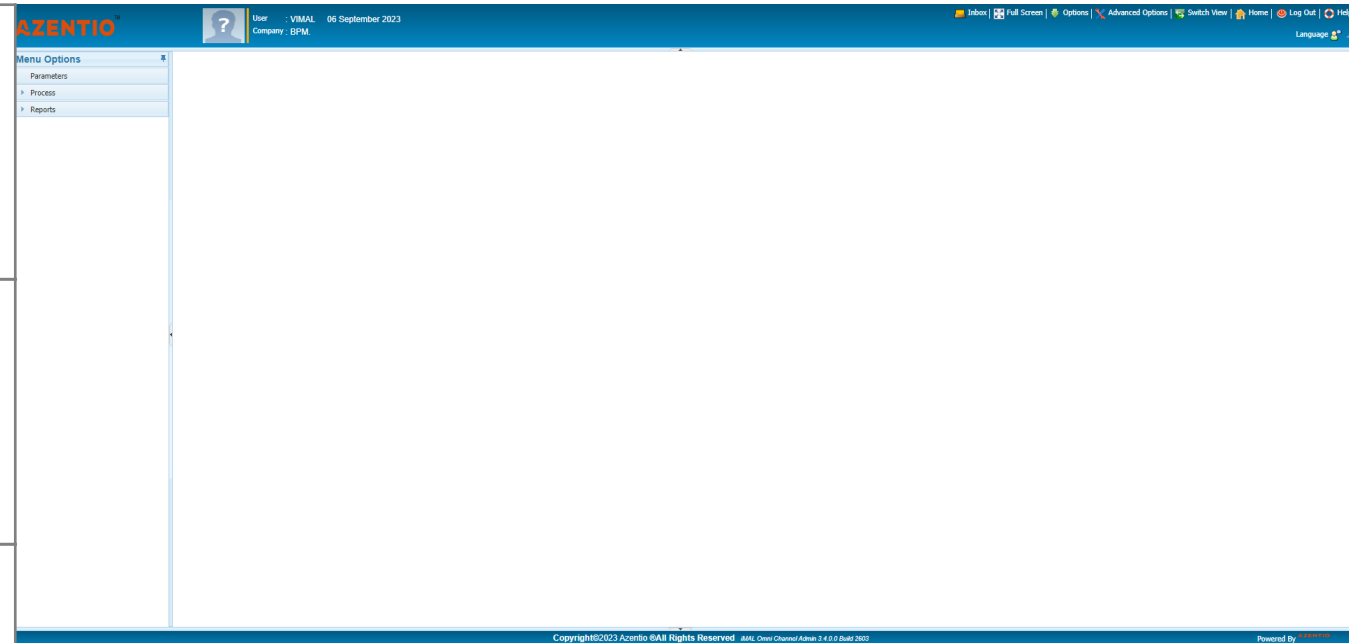 AZENTIO
User : VIMAL 06 September 2023
Company : BPM.
Inbox | Full Screen | Options | Advanced Options | Switch View | Home | Log Out | Hel
Language
Menu Options
Parameters
Process
Reports
Copyright©2023 Azentio ®All Rights Reserved iMAL Omni Channel Admin 3.4.0.0 Build 2603
Powered By AZENTIO